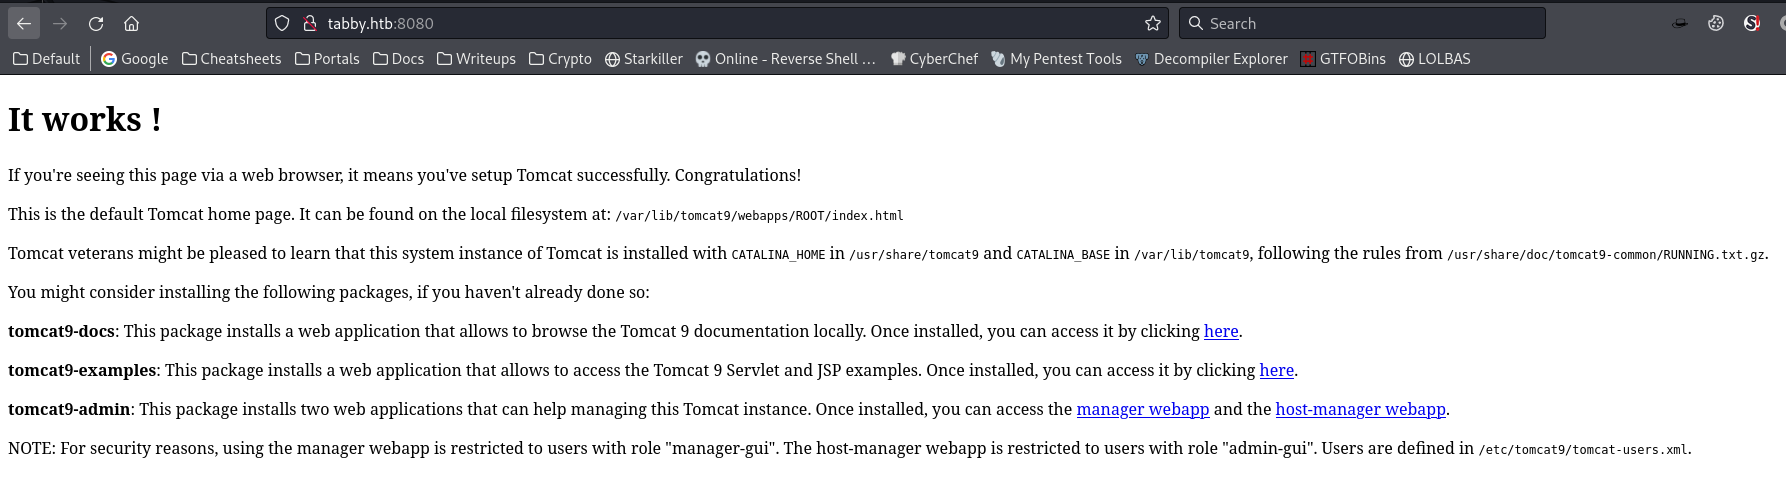 tabby.htb:8080
Search
Default Google Cheatsheets Portals Docs Writeups Crypto Starkiller Online - Reverse Shell ... CyberChef My Pentest Tools Decompiler Explorer GTFOBins LOLBAS
It works !
If you're seeing this page via a web browser, it means you've setup Tomcat successfully. Congratulations!
This is the default Tomcat home page. It can be found on the local filesystem at: /var/lib/tomcat9/webapps/ROOT/index.html
Tomcat veterans might be pleased to learn that this system instance of Tomcat is installed with CATALINA_HOME in /usr/share/tomcat9 and CATALINA_BASE in /var/lib/tomcat9, following the rules from /usr/share/doc/tomcat9-common/RUNNING.txt.gz.
You might consider installing the following packages, if you haven't already done so:
tomcat9-docs: This package installs a web application that allows to browse the Tomcat 9 documentation locally. Once installed, you can access it by clicking here.
tomcat9-examples: This package installs a web application that allows to access the Tomcat 9 Servlet and JSP examples. Once installed, you can access it by clicking here.
tomcat9-admin: This package installs two web applications that can help managing this Tomcat instance. Once installed, you can access the manager webapp and the host-manager webapp.
NOTE: For security reasons, using the manager webapp is restricted to users with role "manager-gui". The host-manager webapp is restricted to users with role "admin-gui". Users are defined in /etc/tomcat9/tomcat-users.xml.